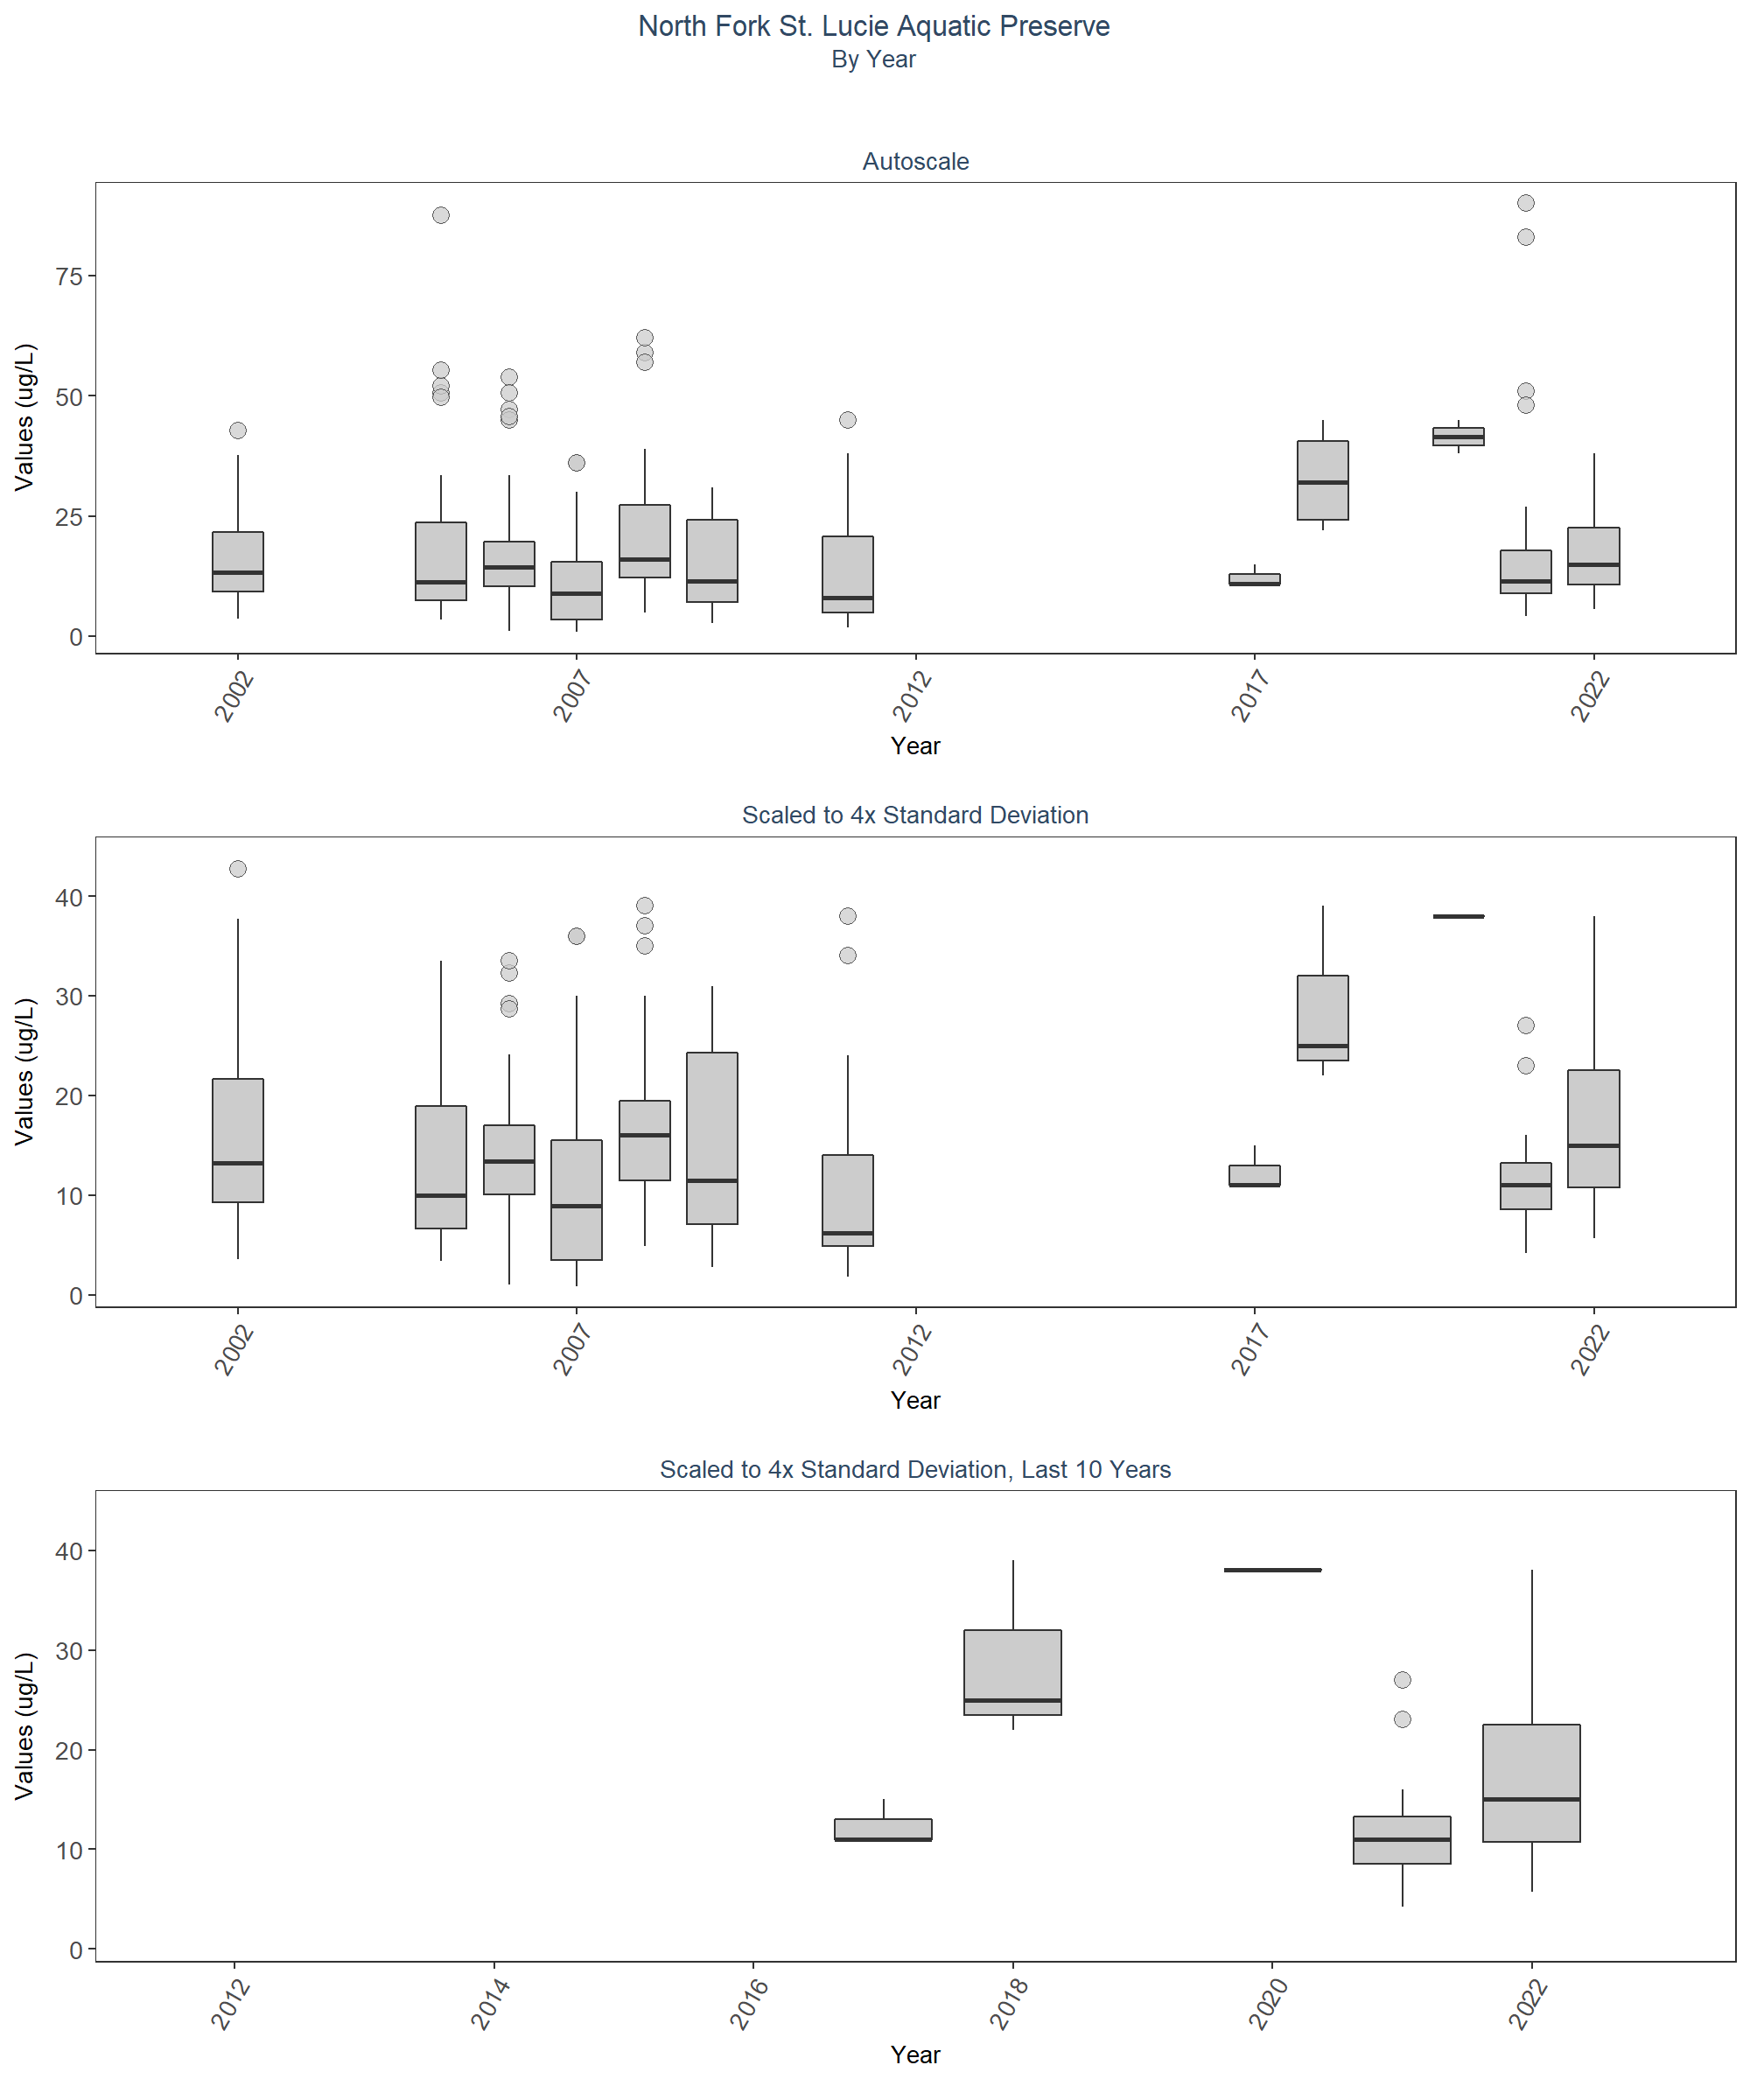 North Fork St. Lucie Aquatic Preserve
By Year
Autoscale
Values (ug/L)
75
50
25
0
2002
2007
2012
2017
2022
Year
Scaled to 4x Standard Deviation
Values (ug/L)
40
30
20
10
0
2002
2007
2012
2017
2022
Year
Scaled to 4x Standard Deviation, Last 10 Years
Values (ug/L)
40
30
20
10
0
2012
2014
2016
2018
2020
2022
Year